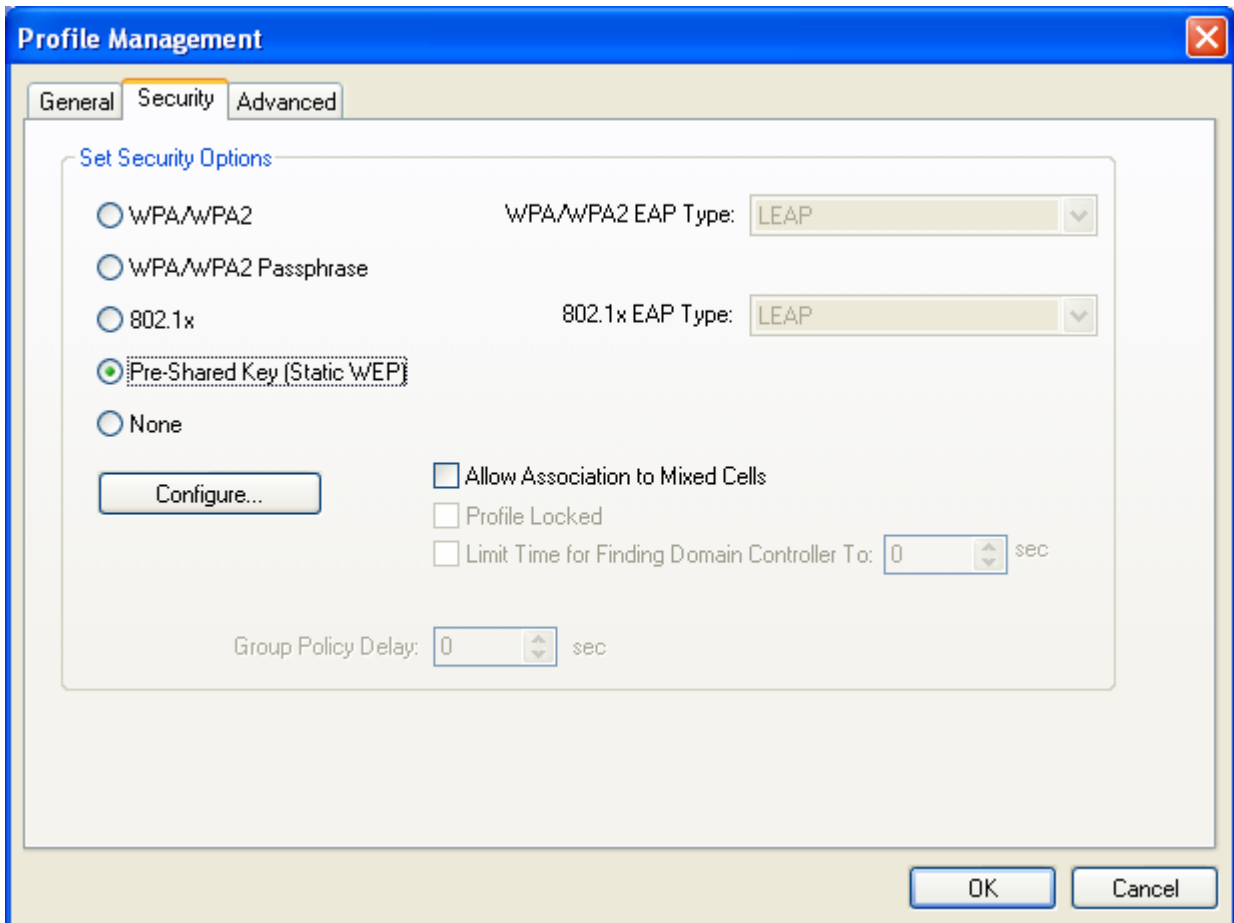 Profile Management
General Security Advanced
Set Security Options
WPA/WPA2 WPA/WPA2 EAP Type: LEAP
WPA/WPA2 Passphrase
802.1x 802.1x EAP Type: LEAP
Pre-Shared Key (Static WEP)
None
Configure... Allow Association to Mixed Cells
Profile Locked
Limit Time for Finding Domain Controller To: 0 sec
Group Policy Delay: 0 sec
OK Cancel